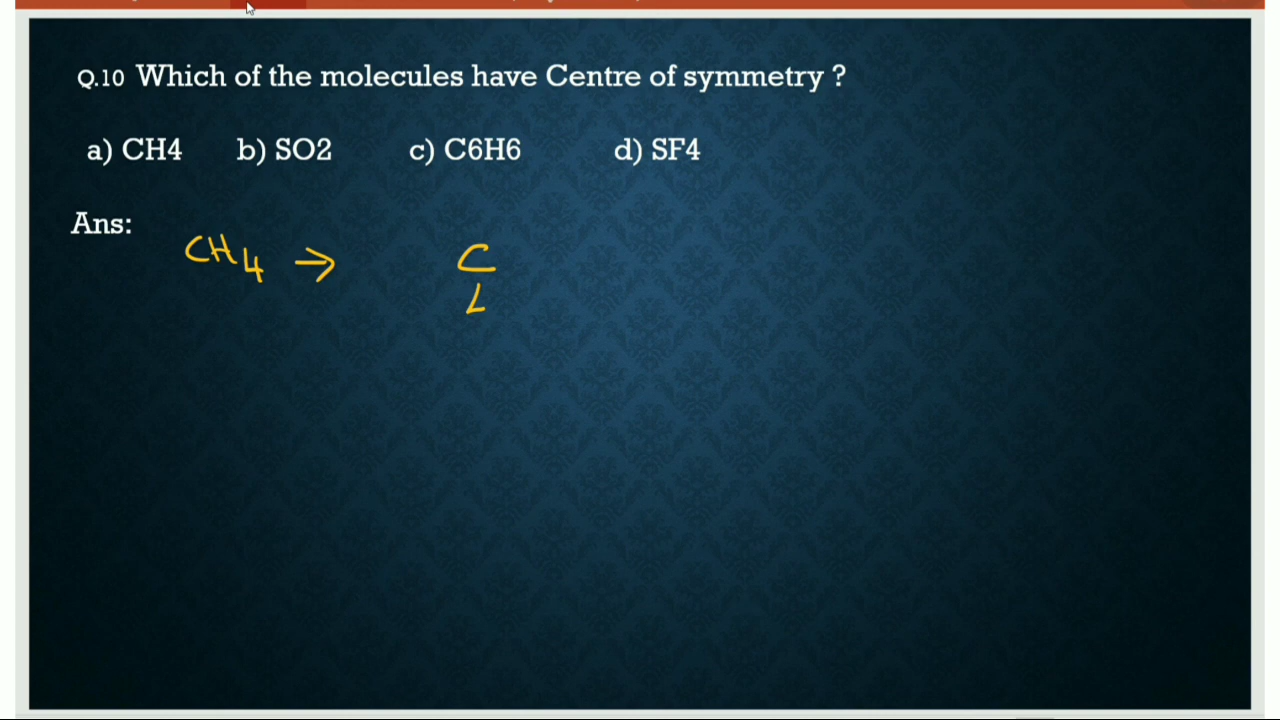 Q.10 Which of the molecules have Centre of symmetry ?
a) CH4 b) SO2 c) C6H6 d) SF4
Ans:
CH4 → C